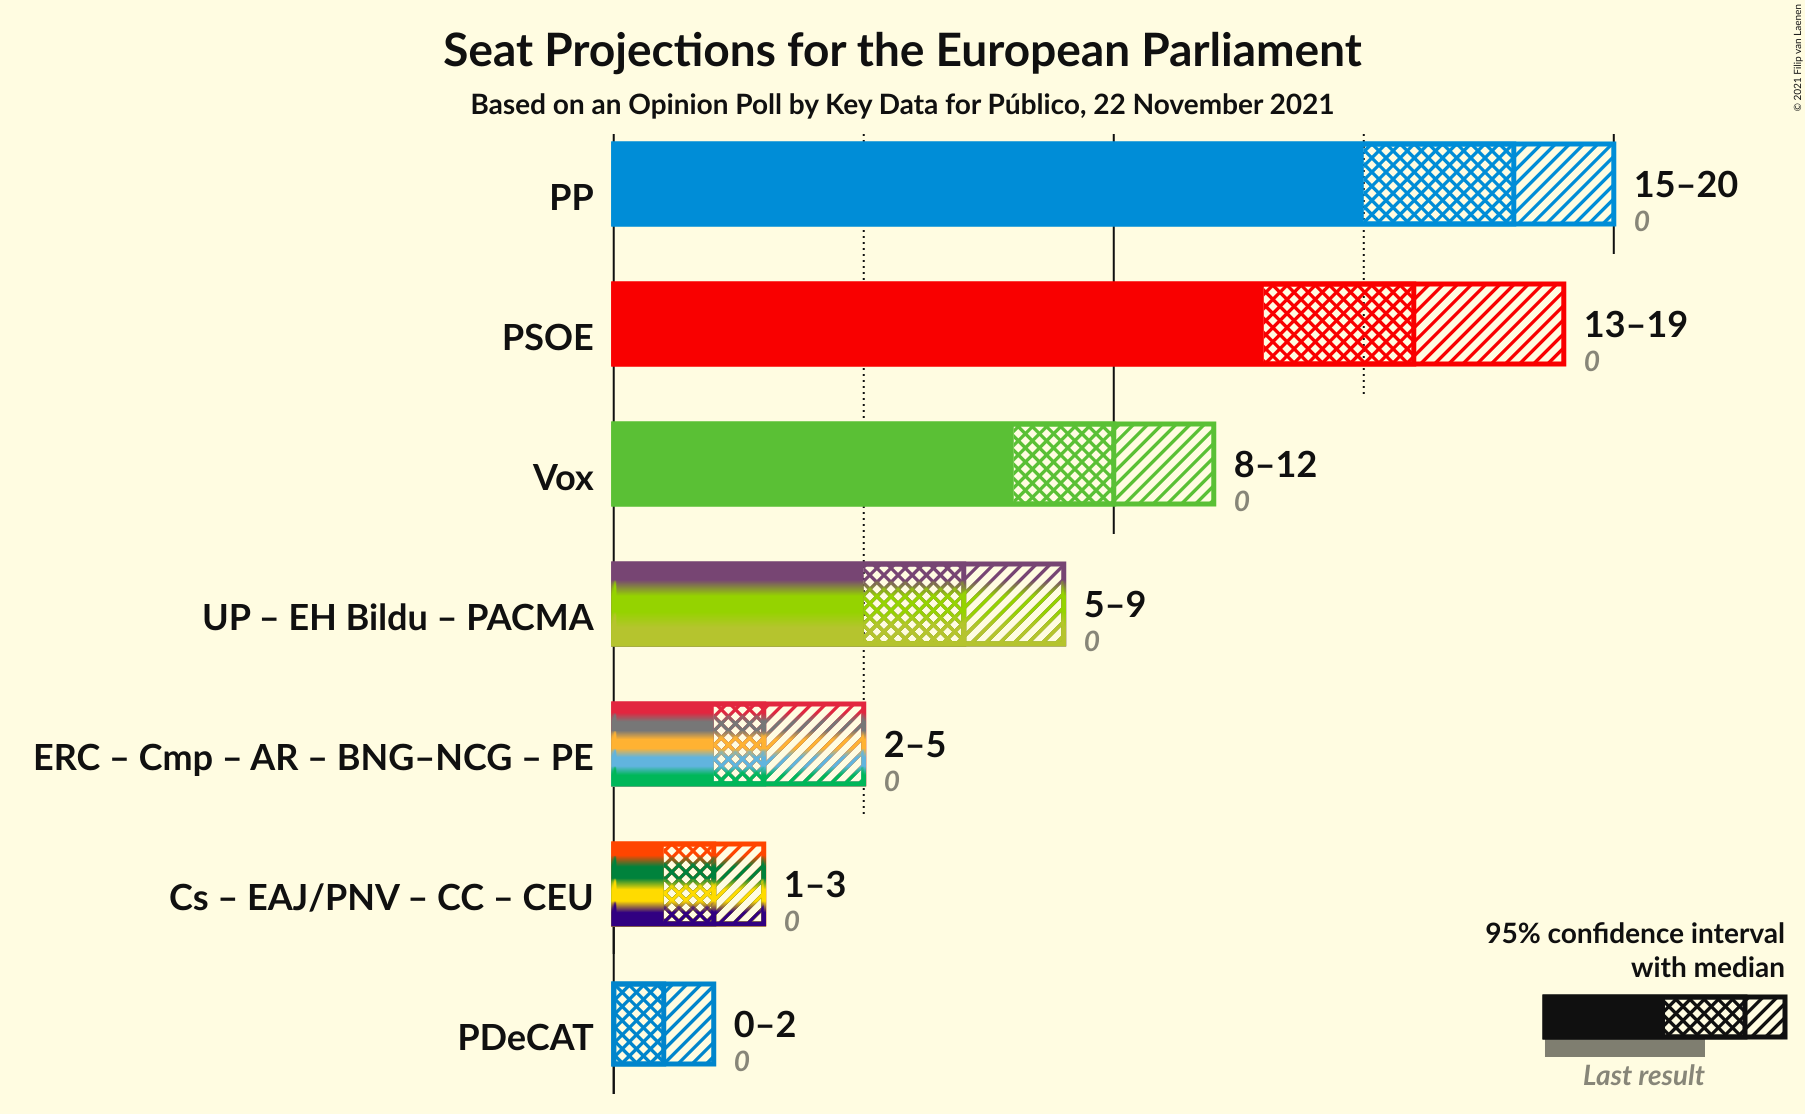 Seat Projections for the European Parliament
Based on an Opinion Poll by Key Data for Público, 22 November 2021
© 2021 Filip van Laenen
PP
15–20
0
PSOE
13–19
0
Vox
8–12
0
UP – EH Bildu – PACMA
5–9
0
ERC – Cmp – AR – BNG–NCG – PE
2–5
0
Cs – EAJ/PNV – CC – CEU
1–3
0
PDeCAT
0–2
0
95% confidence interval
with median
Last result